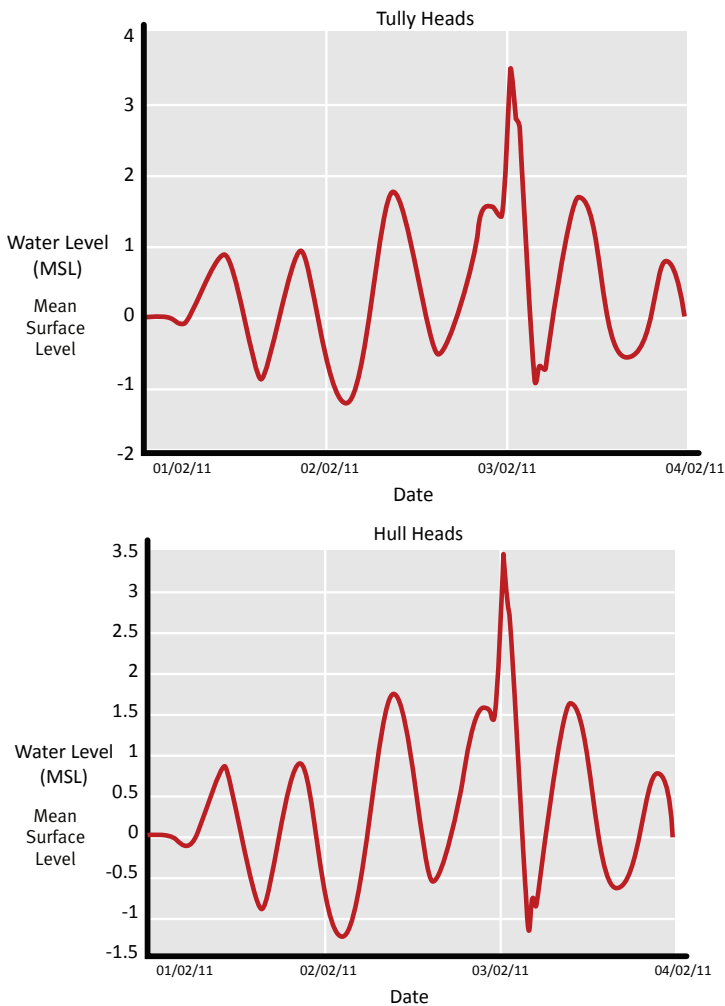 Tully Heads
4
3
2
1
0
-1
-2
Water Level
(MSL)
Mean
Surface
Level
01/02/11 02/02/11 03/02/11 04/02/11
Date
Hull Heads
3.5
3
2.5
2
1.5
1
0.5
0
-0.5
-1
-1.5
Water Level
(MSL)
Mean
Surface
Level
01/02/11 02/02/11 03/02/11 04/02/11
Date